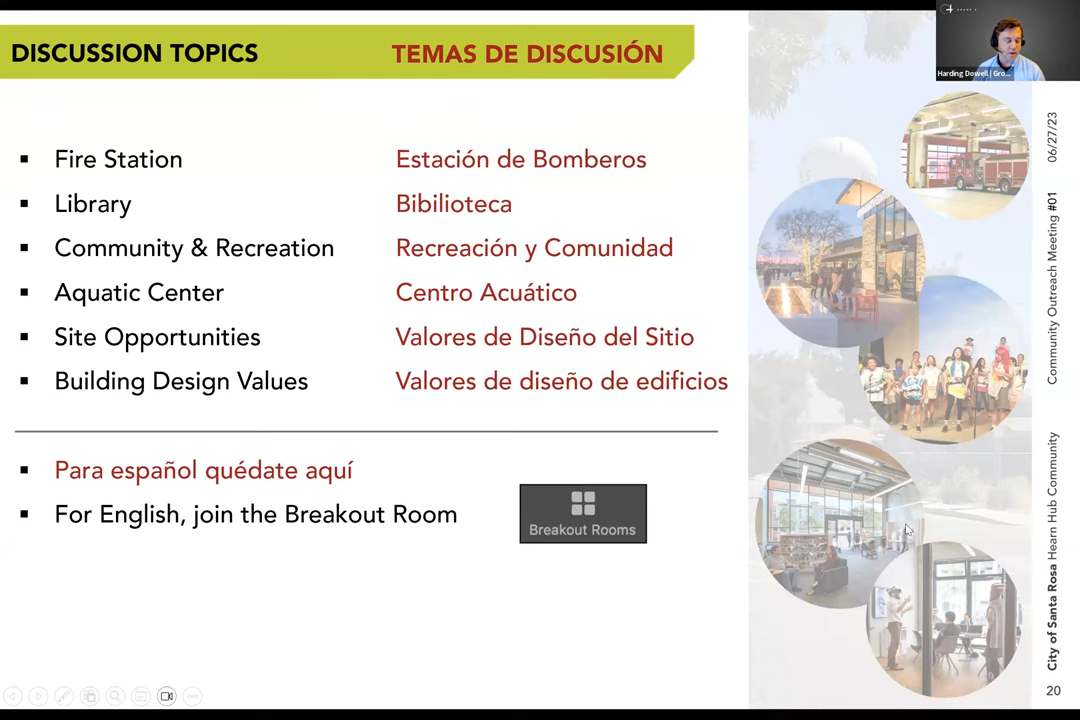 DISCUSSION TOPICS
TEMAS DE DISCUSIÓN
Fire Station
Estación de Bomberos
Library
Bibilioteca
Community & Recreation
Recreación y Comunidad
Aquatic Center
Centro Acuático
Site Opportunities
Valores de Diseño del Sitio
Building Design Values
Valores de diseño de edificios
Para español quédate aquí
For English, join the Breakout Room
Breakout Rooms
Harding Dowell | Gro...
06/27/23
Community Outreach Meeting #01
City of Santa Rosa Hearn Hub Community
20